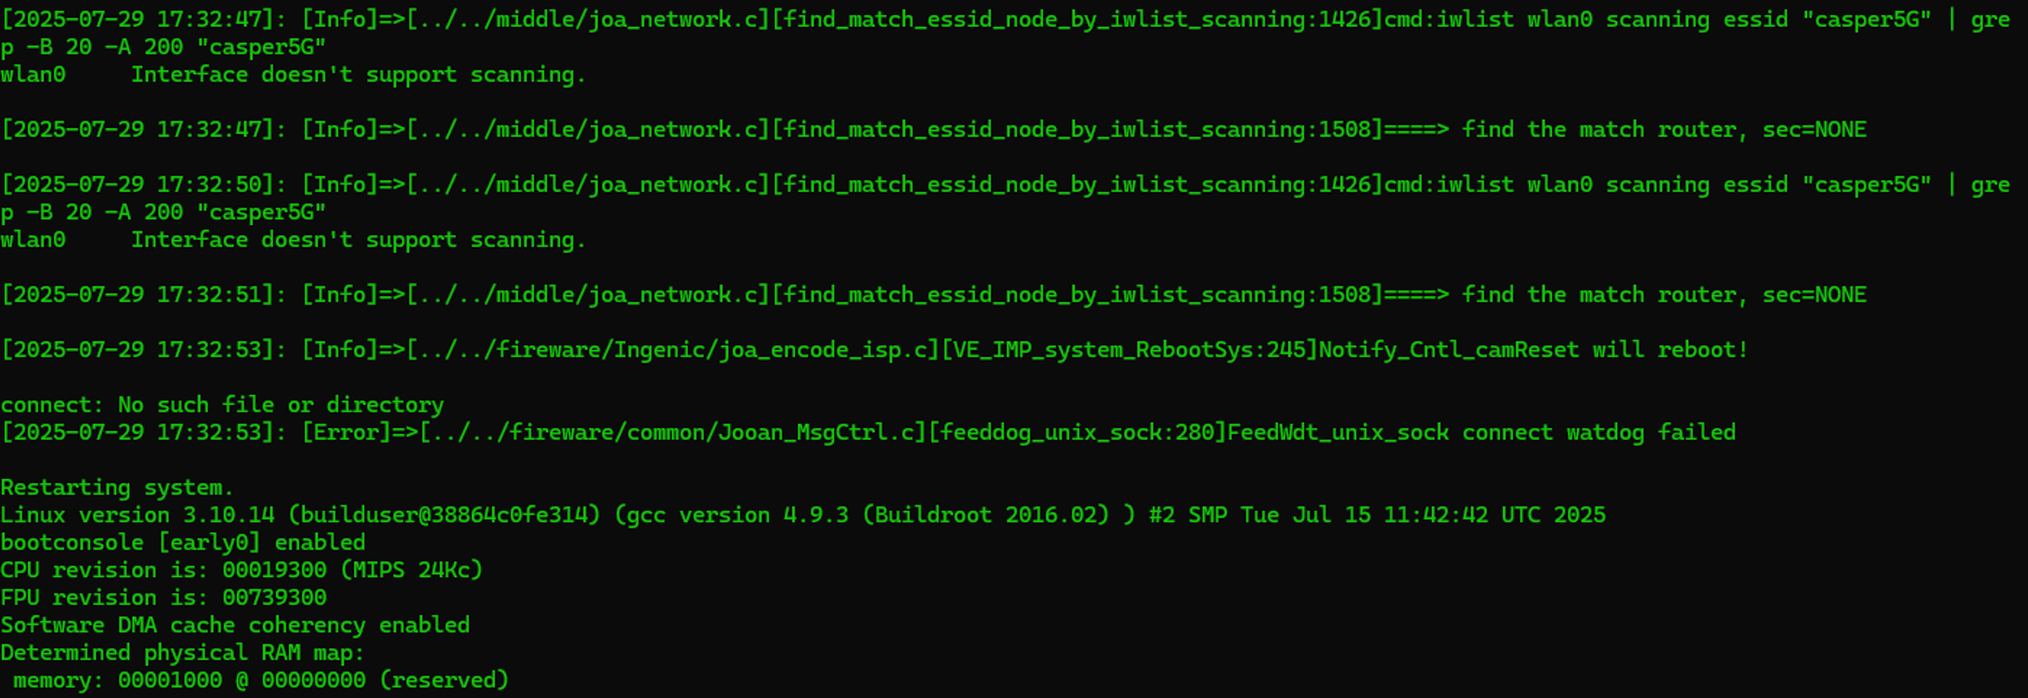 [2025-07-29 17:32:47]: [Info]=>[../../middle/joa_network.c][find_match_essid_node_by_iwlist_scanning:1426]cmd:iwlist wlan0 scanning essid "casper5G" | gre
p -B 20 -A 200 "casper5G"
wlan0     Interface doesn't support scanning.
[2025-07-29 17:32:47]: [Info]=>[../../middle/joa_network.c][find_match_essid_node_by_iwlist_scanning:1508]====> find the match router, sec=NONE
[2025-07-29 17:32:50]: [Info]=>[../../middle/joa_network.c][find_match_essid_node_by_iwlist_scanning:1426]cmd:iwlist wlan0 scanning essid "casper5G" | gre
p -B 20 -A 200 "casper5G"
wlan0     Interface doesn't support scanning.
[2025-07-29 17:32:51]: [Info]=>[../../middle/joa_network.c][find_match_essid_node_by_iwlist_scanning:1508]====> find the match router, sec=NONE
[2025-07-29 17:32:53]: [Info]=>[../../fireware/Ingenic/joa_encode_isp.c][VE_IMP_system_RebootSys:245]Notify_Cntl_camReset will reboot!
connect: No such file or directory
[2025-07-29 17:32:53]: [Error]=>[../../fireware/common/Jooan_MsgCtrl.c][feeddog_unix_sock:280]FeedWdt_unix_sock connect watdog failed
Restarting system.
Linux version 3.10.14 (builduser@38864c0fe314) (gcc version 4.9.3 (Buildroot 2016.02) ) #2 SMP Tue Jul 15 11:42:42 UTC 2025
bootconsole [early0] enabled
CPU revision is: 00019300 (MIPS 24Kc)
FPU revision is: 00739300
Software DMA cache coherency enabled
Determined physical RAM map:
 memory: 00001000 @ 00000000 (reserved)